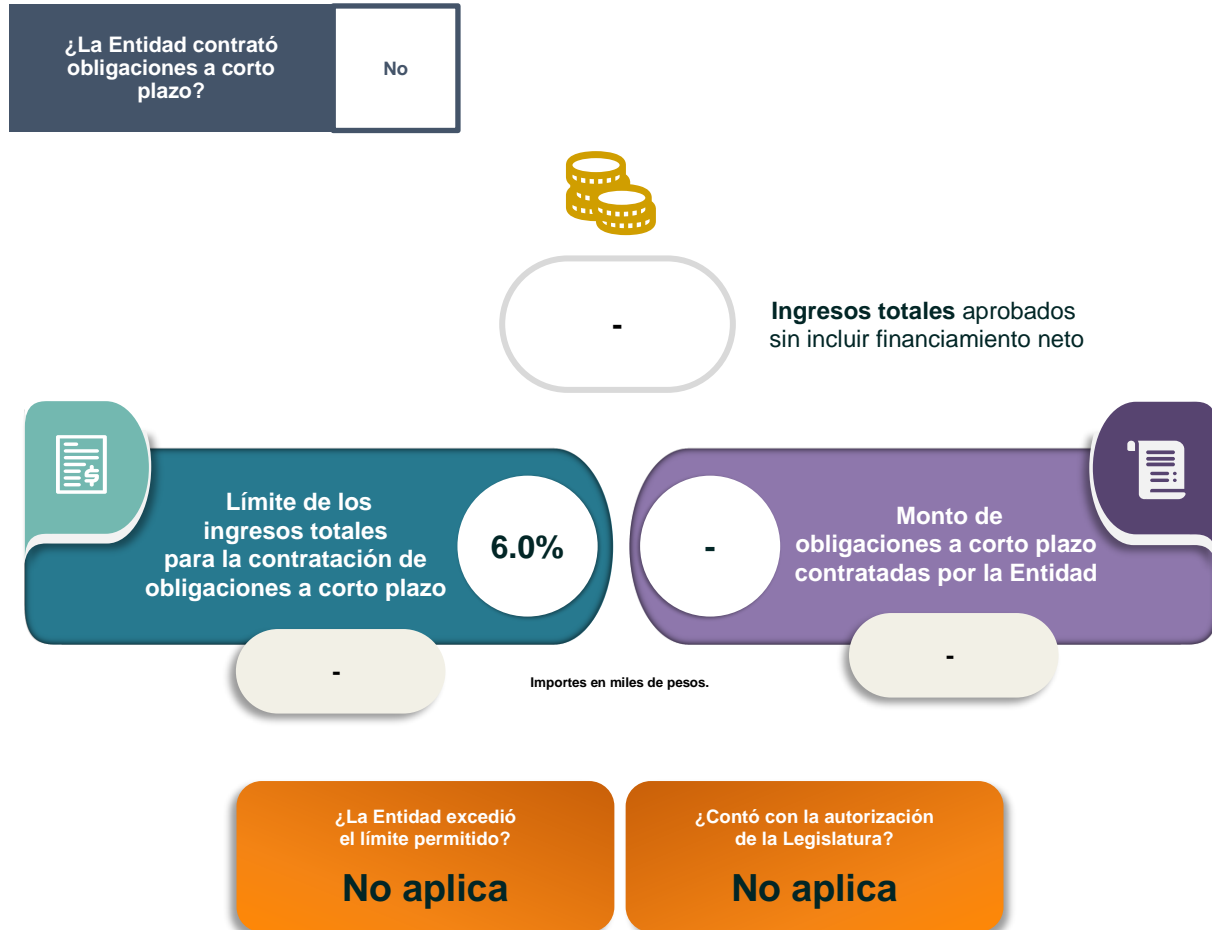 ¿La Entidad contrató
obligaciones a corto
plazo?
No
-
Ingresos totales aprobados
sin incluir financiamiento neto
Límite de los
ingresos totales
para la contratación de
obligaciones a corto plazo
6.0%
-
Monto de
obligaciones a corto plazo
contratadas por la Entidad
-
-
Importes en miles de pesos.
¿La Entidad excedió
el límite permitido?
No aplica
¿Contó con la autorización
de la Legislatura?
No aplica